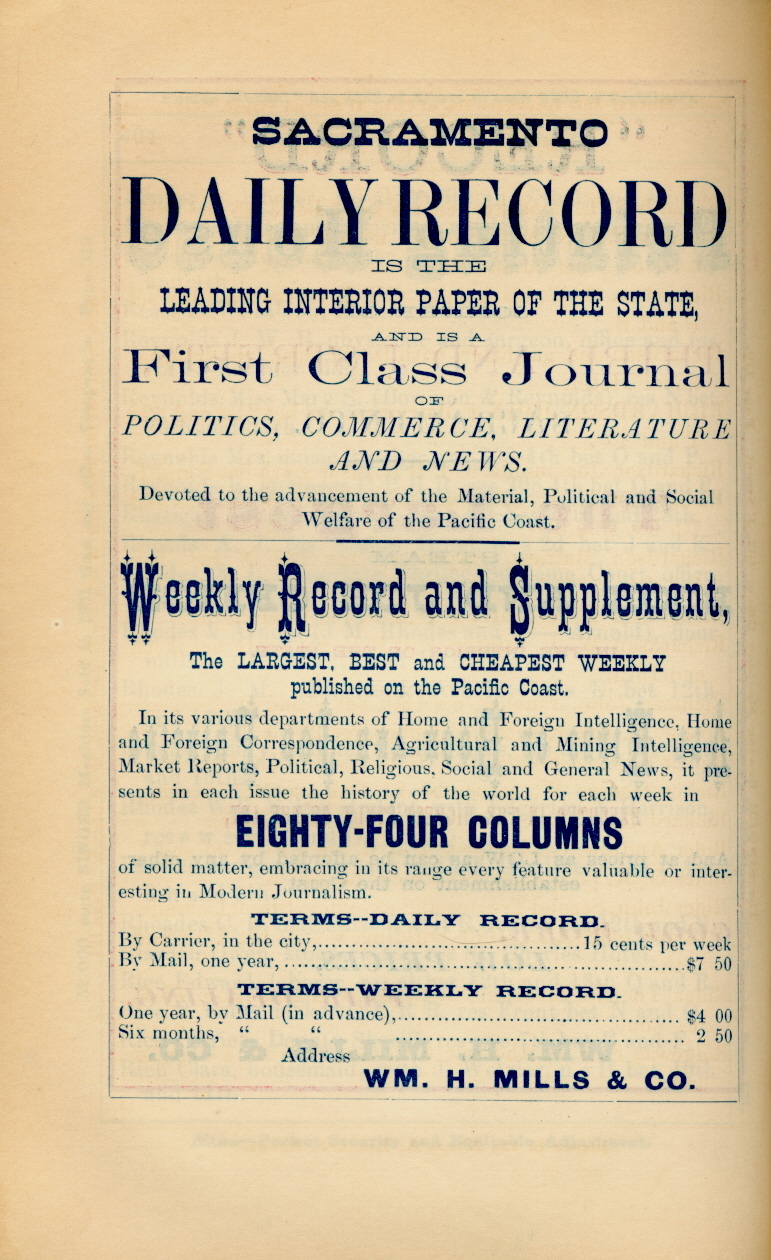 SACRAMENTO
DAILY RECORD
IS THE
LEADING INTERIOR PAPER OF THE STATE,
AND IS A
First Class Journal
OF
POLITICS, COMMERCE, LITERATURE
AND NEWS.
Devoted to the advancement of the Material, Political and Social
Welfare of the Pacific Coast.
Weekly Record and Supplement,
The LARGEST, BEST and CHEAPEST WEEKLY
published on the Pacific Coast.
In its various departments of Home and Foreign Intelligence, Home
and Foreign Correspondence, Agricultural and Mining Intelligence,
Market Reports, Political, Religious, Social and General News, it pre-
sents in each issue the history of the world for each week in
EIGHTY-FOUR COLUMNS
of solid matter, embracing in its range every feature valuable or inter-
esting in Modern Journalism.
TERMS--DAILY RECORD.
By Carrier, in the city,........................................15 cents per week
By Mail, one year,..............................................................$7 50
TERMS--WEEKLY RECORD.
One year, by Mail (in advance),............................................ $4 00
Six months, “ “ ............................................. 2 50
Address
WM. H. MILLS & CO.